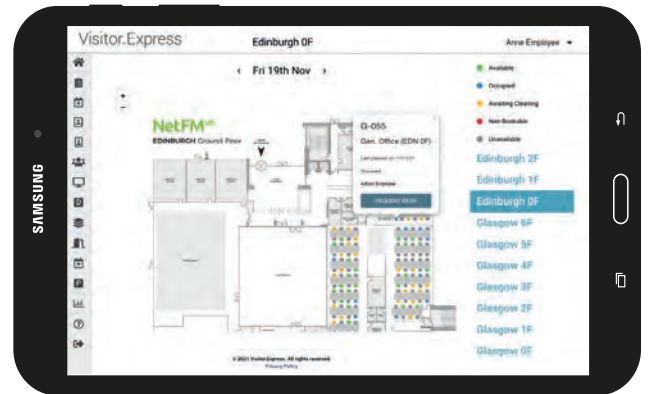 Visitor.Express
Edinburgh 0F
Anne Employee
‹ Fri 19th Nov ›
Available
Occupied
Awaiting Cleaning
Non-Bookable
Unavailable
+
−
NetFM
EDINBURGH Ground Floor
G-055
Gen. Office (EDN 0F)
Edinburgh 2F
Edinburgh 1F
Edinburgh 0F
Glasgow 6F
Glasgow 5F
Glasgow 4F
Glasgow 3F
Glasgow 2F
Glasgow 1F
Glasgow 0F
© 2021 Visitor.Express. All rights reserved.
Privacy Policy
SAMSUNG